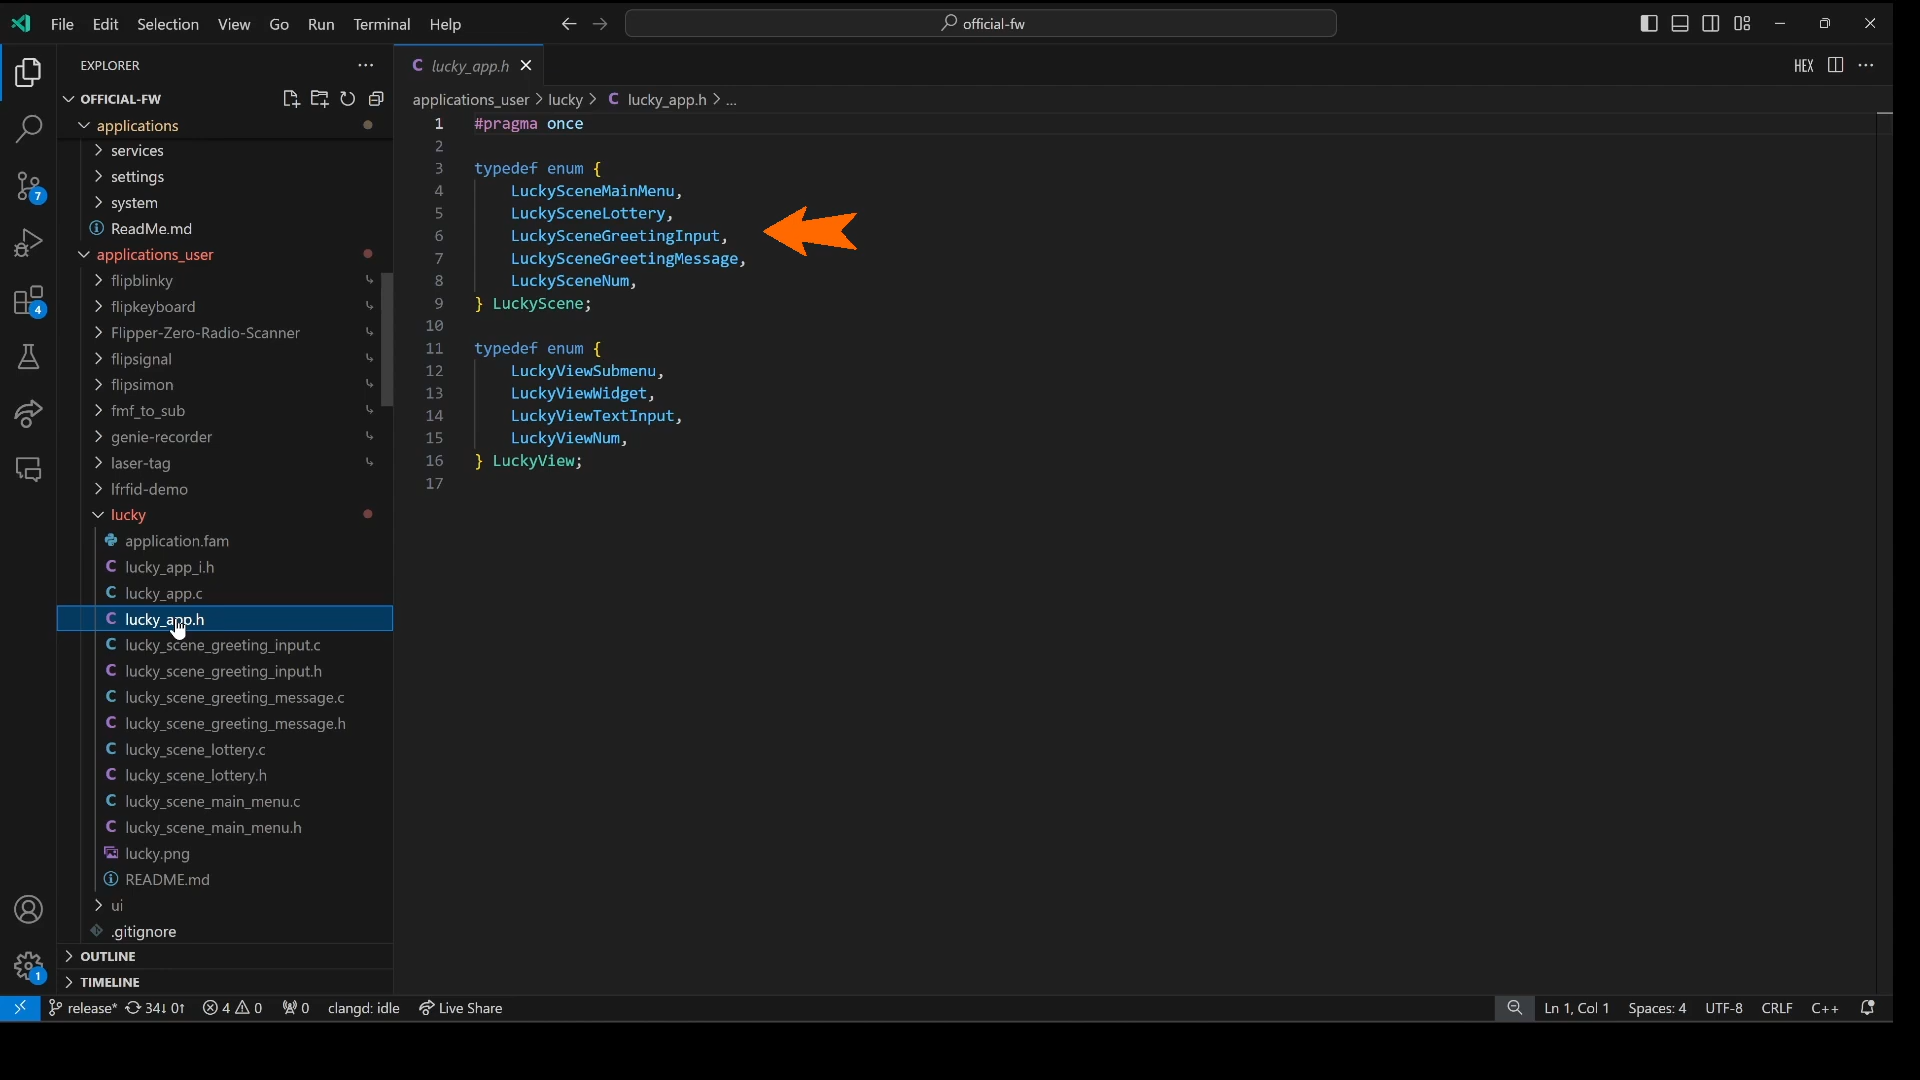 File Edit Selection View Go Run Terminal Help
official-fw
EXPLORER
OFFICIAL-FW
applications
services
settings
system
ReadMe.md
applications_user
flipblinky
flipkeyboard
Flipper-Zero-Radio-Scanner
flipsignal
flipsimon
fmf_to_sub
genie-recorder
laser-tag
lfrfid-demo
lucky
application.fam
C lucky_app_i.h
C lucky_app.c
C lucky_app.h
C lucky_scene_greeting_input.c
C lucky_scene_greeting_input.h
C lucky_scene_greeting_message.c
C lucky_scene_greeting_message.h
C lucky_scene_lottery.c
C lucky_scene_lottery.h
C lucky_scene_main_menu.c
C lucky_scene_main_menu.h
lucky.png
README.md
ui
.gitignore
OUTLINE
TIMELINE
7
4
1
C lucky_app.h
HEX
applications_user > lucky > C lucky_app.h > ...
1 #pragma once
2
3 typedef enum {
4 LuckySceneMainMenu,
5 LuckySceneLottery,
6 LuckySceneGreetingInput,
7 LuckySceneGreetingMessage,
8 LuckySceneNum,
9 } LuckyScene;
10
11 typedef enum {
12 LuckyViewSubmenu,
13 LuckyViewWidget,
14 LuckyViewTextInput,
15 LuckyViewNum,
16 } LuckyView;
17
release* 34↓ 0↑ 4 0 0 clangd: idle Live Share Ln 1, Col 1 Spaces: 4 UTF-8 CRLF C++